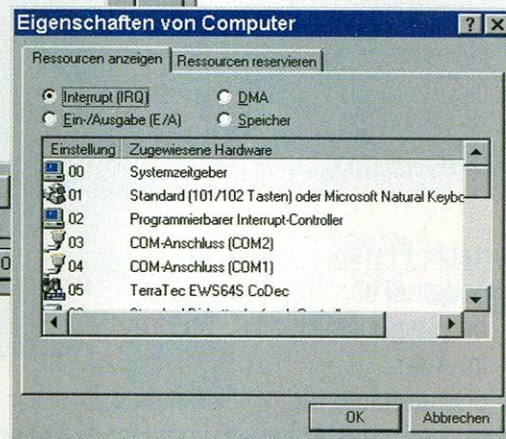 Eigenschaften von Computer
Ressourcen anzeigen Ressourcen reservieren
Interrupt (IRQ) DMA
Ein-/Ausgabe (E/A) Speicher
Einstellung Zugewiesene Hardware
00 Systemzeitgeber
01 Standard (101/102 Tasten) oder Microsoft Natural Keybo
02 Programmierbarer Interrupt-Controller
03 COM-Anschluss (COM2)
04 COM-Anschluss (COM1)
05 TerraTec EWS64S CoDec
OK Abbrechen